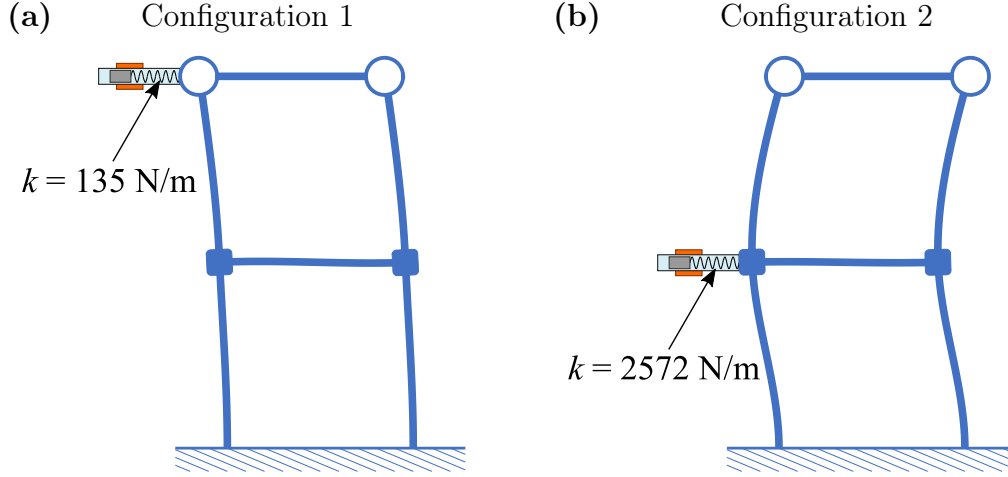 (a) Configuration 1
k = 135 N/m
(b) Configuration 2
k = 2572 N/m